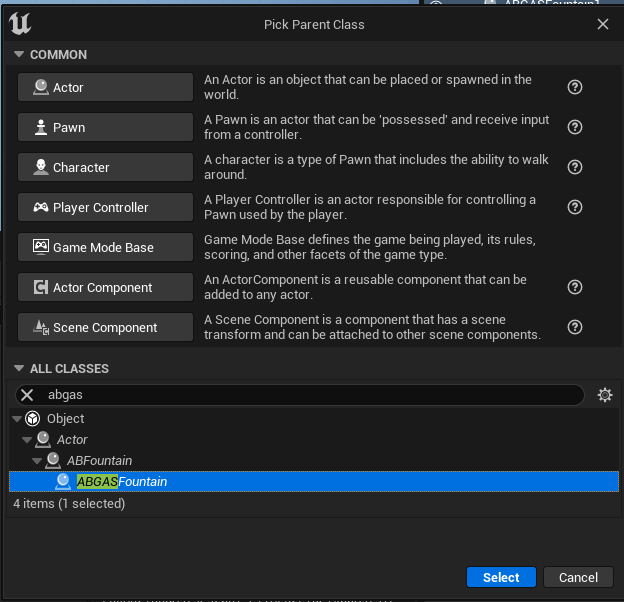 ABGASFountain1
Pick Parent Class
COMMON
Actor
An Actor is an object that can be placed or spawned in the
world.
Pawn
A Pawn is an actor that can be 'possessed' and receive input
from a controller.
Character
A character is a type of Pawn that includes the ability to walk
around.
Player Controller
A Player Controller is an actor responsible for controlling a
Pawn used by the player.
Game Mode Base
Game Mode Base defines the game being played, its rules,
scoring, and other facets of the game type.
Actor Component
An ActorComponent is a reusable component that can be
added to any actor.
Scene Component
A Scene Component is a component that has a scene
transform and can be attached to other scene components.
ALL CLASSES
abgas
Object
Actor
ABFountain
ABGASFountain
4 items (1 selected)
Select
Cancel